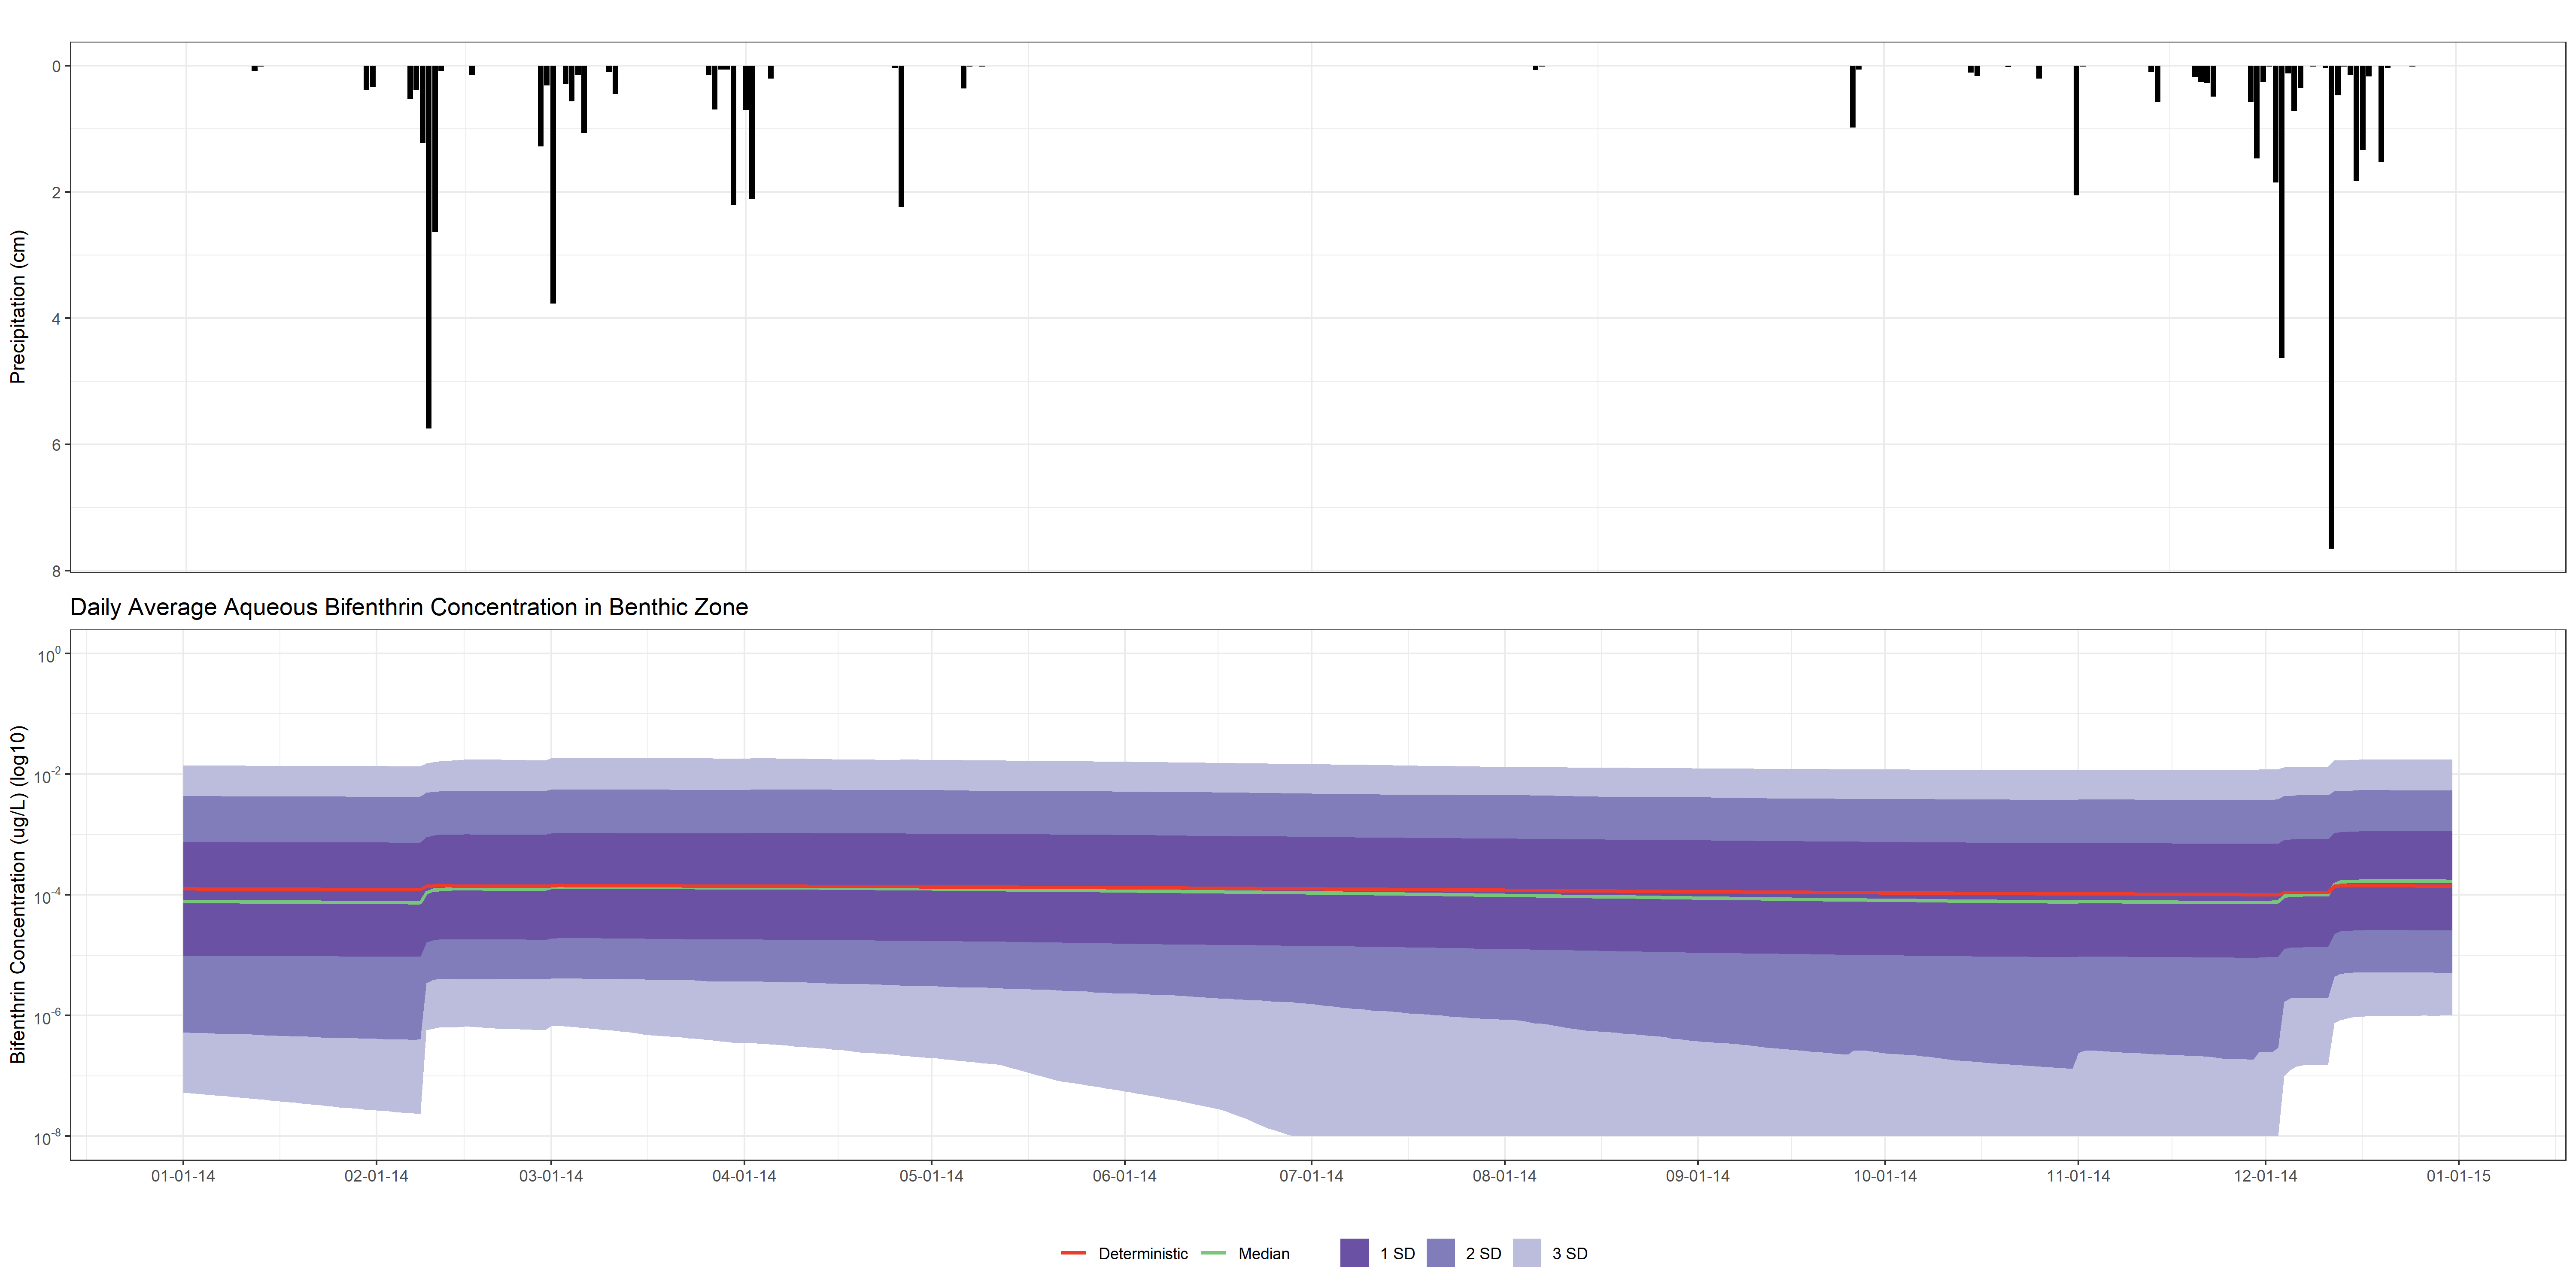 Precipitation (cm)
0
2
4
6
8
Daily Average Aqueous Bifenthrin Concentration in Benthic Zone
Bifenthrin Concentration (ug/L) (log10)
10^0
10^-2
10^-4
10^-6
10^-8
01-01-14 02-01-14 03-01-14 04-01-14 05-01-14 06-01-14 07-01-14 08-01-14 09-01-14 10-01-14 11-01-14 12-01-14 01-01-15
Deterministic Median 1 SD 2 SD 3 SD